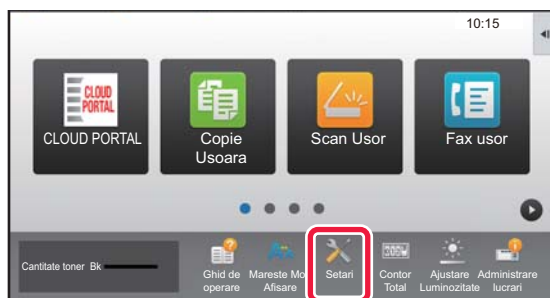 10:15
CLOUD
PORTAL
CLOUD PORTAL
Copie
Usoara
Scan Usor
Fax usor
Cantitate toner Bk
Ghid de
operare
Mareste Mo
Afisare
Setari
Contor
Total
Ajustare
Luminozitate
Administrare
lucrari